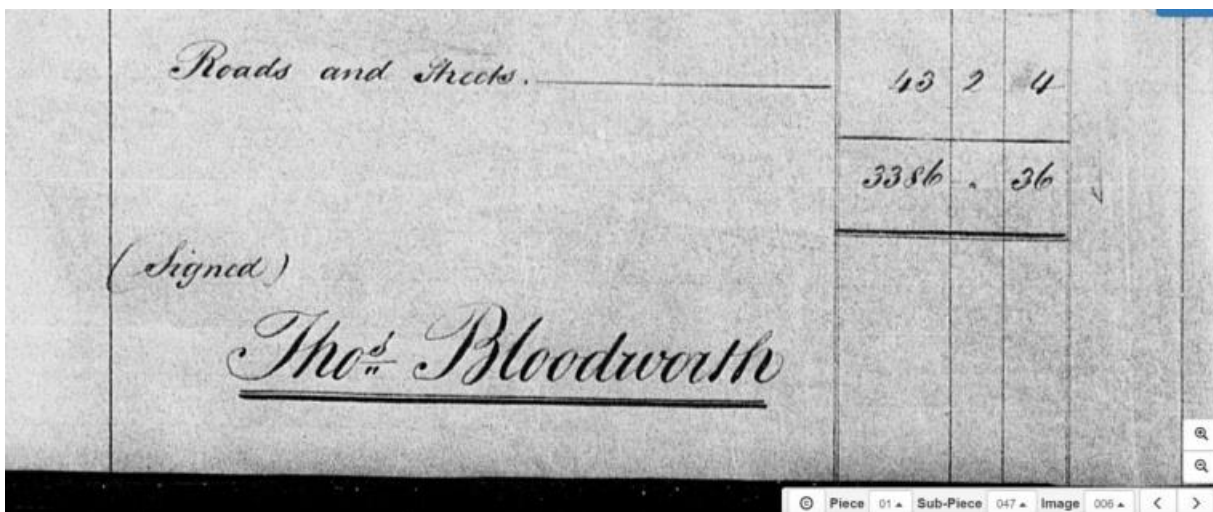 Roads and Streets. 43 2 4
3386 . 36
(Signed)
Thos Bloodworth
© Piece 01 Sub-Piece 047 Image 006 < >